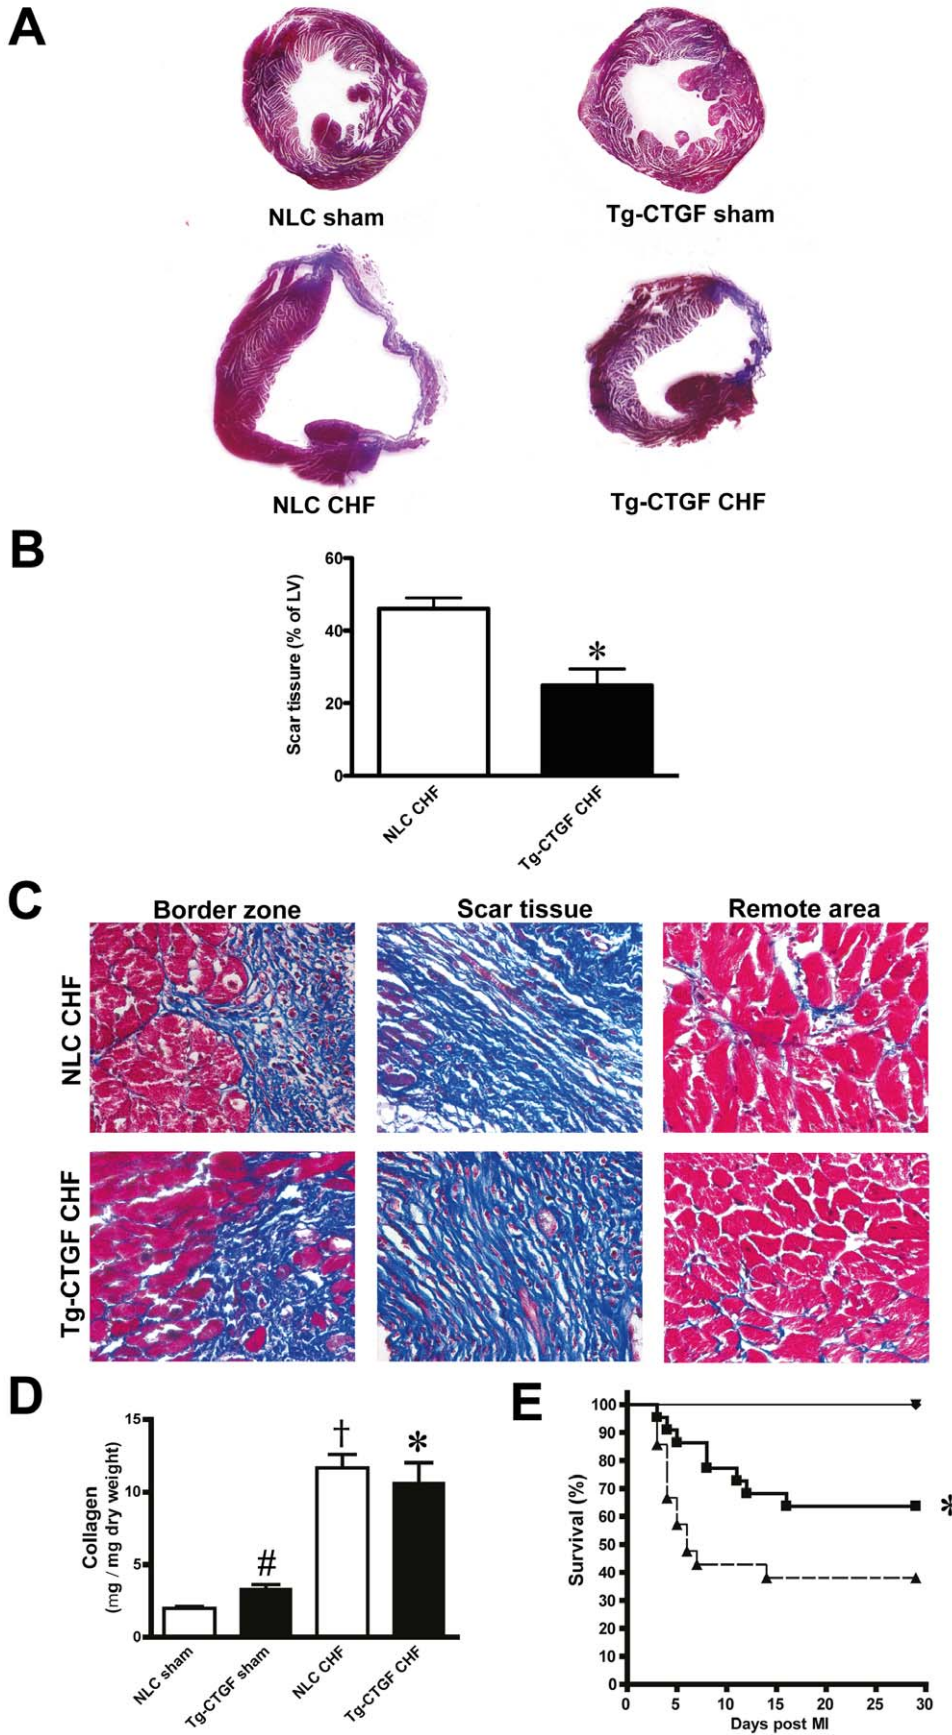 A
NLC sham
Tg-CTGF sham
NLC CHF
Tg-CTGF CHF
B
Scar tissure (% of LV)
60
40
20
0
*
NLC CHF
Tg-CTGF CHF
C
Border zone
Scar tissue
Remote area
NLC CHF
Tg-CTGF CHF
D
Collagen
(mg / mg dry weight)
15
10
5
0
#
†
*
NLC sham
Tg-CTGF sham
NLC CHF
Tg-CTGF CHF
E
Survival (%)
100
90
80
70
60
50
40
30
20
10
0
*
0 5 10 15 20 25 30
Days post MI